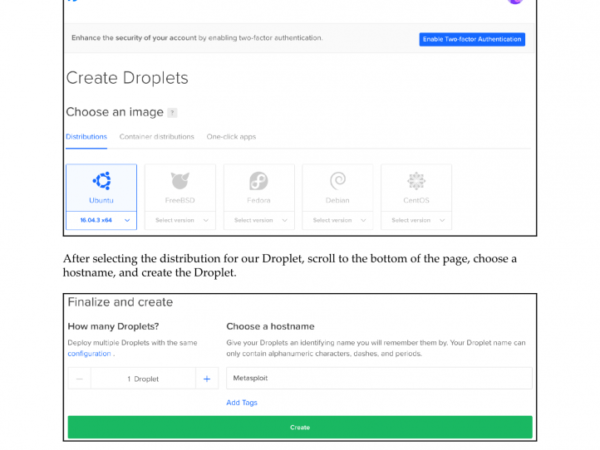 Enhance the security of your account by enabling two-factor authentication. Enable Two-factor Authentication
Create Droplets
Choose an image ?
Distributions Container distributions One-click apps
Ubuntu FreeBSD Fedora Debian CentOS
16.04.3 x64 Select version Select version Select version Select version
After selecting the distribution for our Droplet, scroll to the bottom of the page, choose a
hostname, and create the Droplet.
Finalize and create
How many Droplets? Choose a hostname
Deploy multiple Droplets with the same Give your Droplets an identifying name you will remember them by. Your Droplet name can
configuration . only contain alphanumeric characters, dashes, and periods.
− 1 Droplet + Metasploit
Add Tags
Create